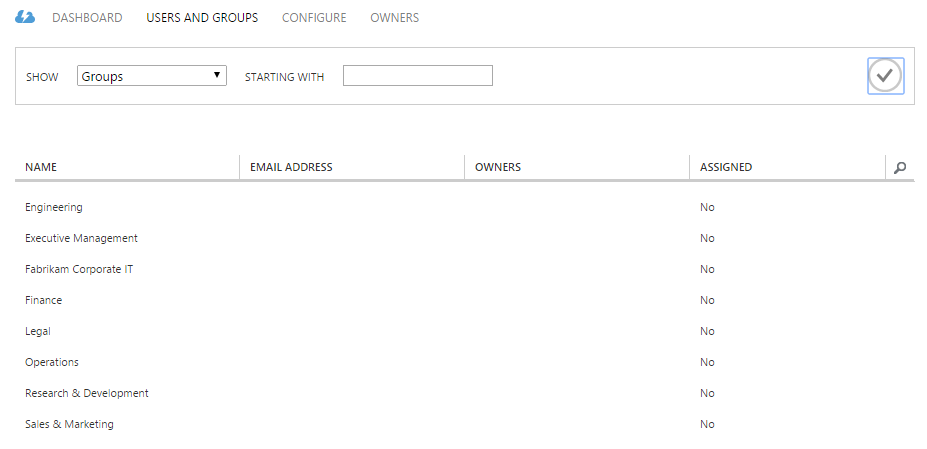 DASHBOARD USERS AND GROUPS CONFIGURE OWNERS
SHOW Groups STARTING WITH
NAME EMAIL ADDRESS OWNERS ASSIGNED
Engineering No
Executive Management No
Fabrikam Corporate IT No
Finance No
Legal No
Operations No
Research & Development No
Sales & Marketing No